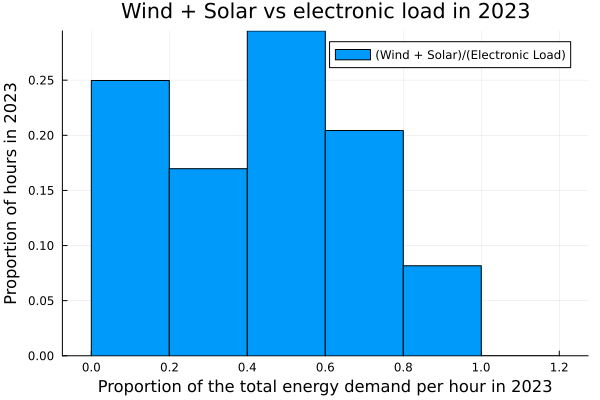 Wind + Solar vs electronic load in 2023
(Wind + Solar)/(Electronic Load)
Proportion of hours in 2023
0.25
0.20
0.15
0.10
0.05
0.00
0.0 0.2 0.4 0.6 0.8 1.0 1.2
Proportion of the total energy demand per hour in 2023